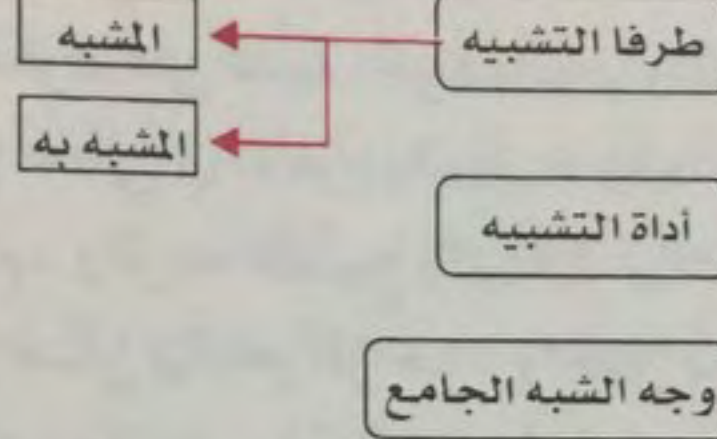 طرفا التشبيه
المشبه
المشبه به
أداة التشبيه
وجه الشبه الجامع